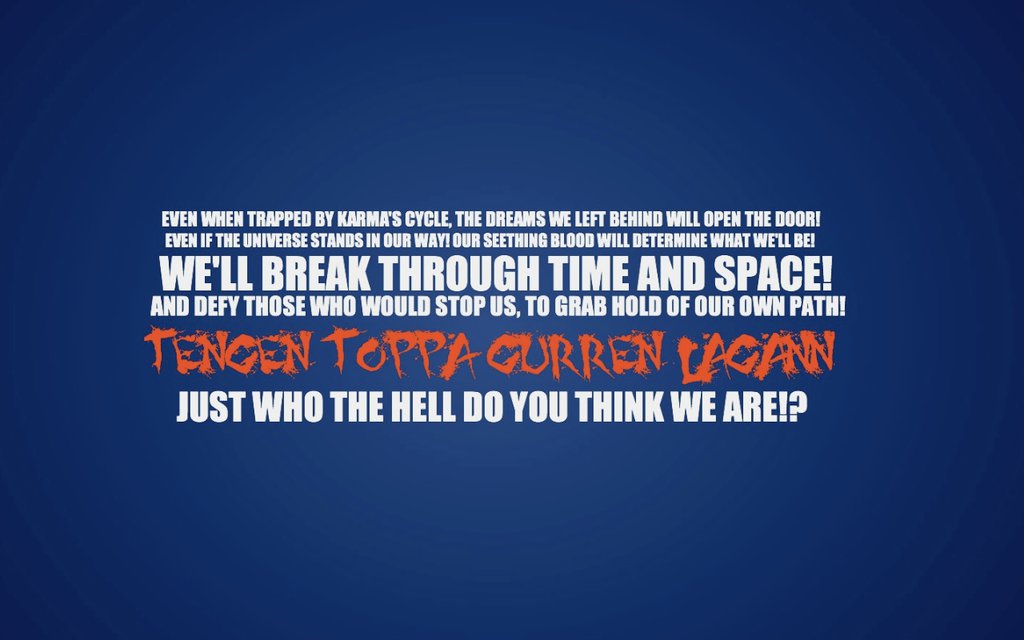 EVEN WHEN TRAPPED BY KARMA'S CYCLE, THE DREAMS WE LEFT BEHIND WILL OPEN THE DOOR!
EVEN IF THE UNIVERSE STANDS IN OUR WAY! OUR SEETHING BLOOD WILL DETERMINE WHAT WE'LL BE!
WE'LL BREAK THROUGH TIME AND SPACE!
AND DEFY THOSE WHO WOULD STOP US, TO GRAB HOLD OF OUR OWN PATH!
TENGEN TOPPA GURREN LAGANN
JUST WHO THE HELL DO YOU THINK WE ARE!?